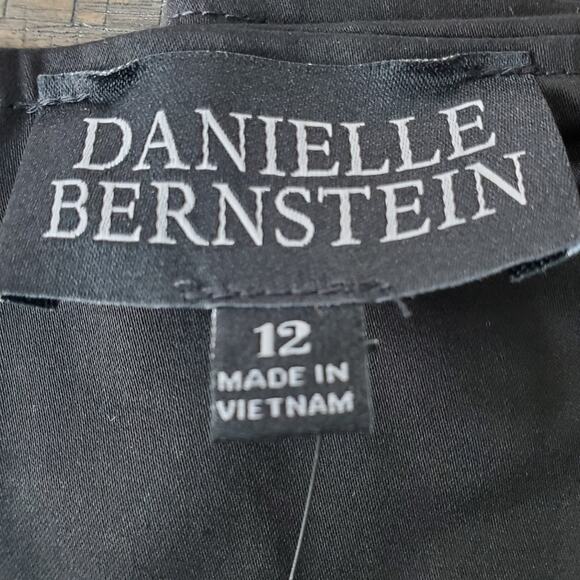 DANIELLE
BERNSTEIN
12
MADE IN
VIETNAM